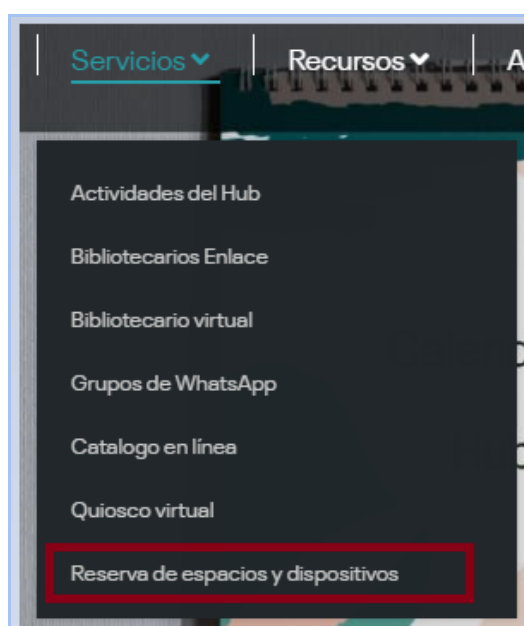 Servicios
Recursos
A
Actividades del Hub
Bibliotecarios Enlace
Bibliotecario virtual
Grupos de WhatsApp
Catalogo en línea
Quiosco virtual
Reserva de espacios y dispositivos